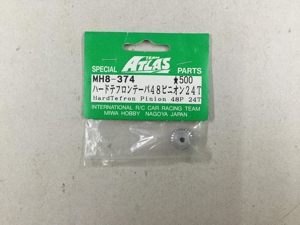 TEAM
ATLAS
SPECIAL PARTS
MH8-374 ★500
ハードテフロンテーパ48ピニオン24T
HardTefron Pinion 48P 24T
INTERNATIONAL R/C CAR RACING TEAM
MIWA HOBBY NAGOYA JAPAN